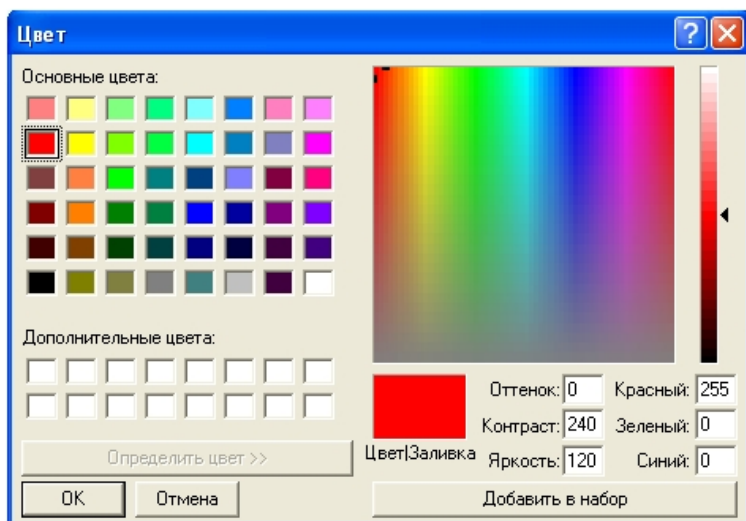 Цвет
Основные цвета:
Дополнительные цвета:
Определить цвет >>
OK
Отмена
Цвет|Заливка
Оттенок: 0
Контраст: 240
Яркость: 120
Красный: 255
Зеленый: 0
Синий: 0
Добавить в набор